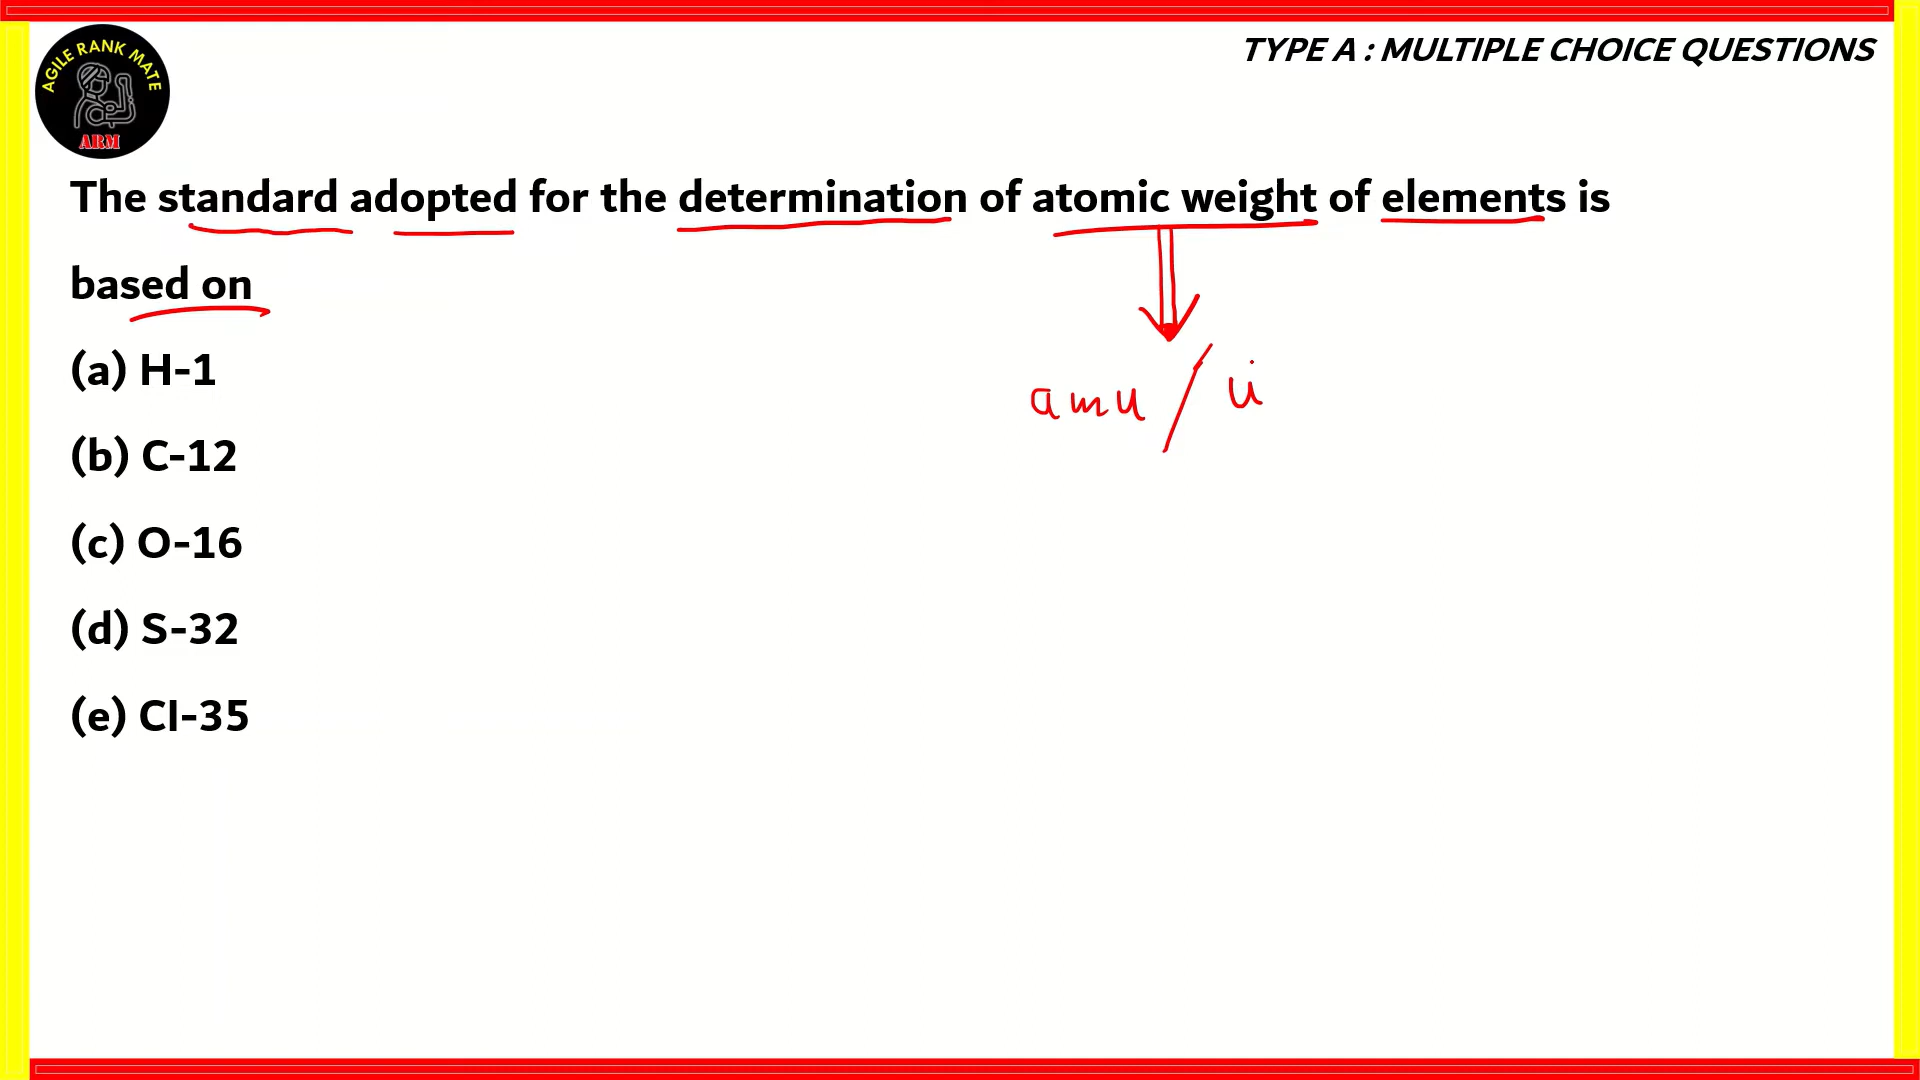 AGILE RANK MATE
ARM
TYPE A : MULTIPLE CHOICE QUESTIONS
The standard adopted for the determination of atomic weight of elements is
based on
amu / u
(a) H-1
(b) C-12
(c) O-16
(d) S-32
(e) Cl-35